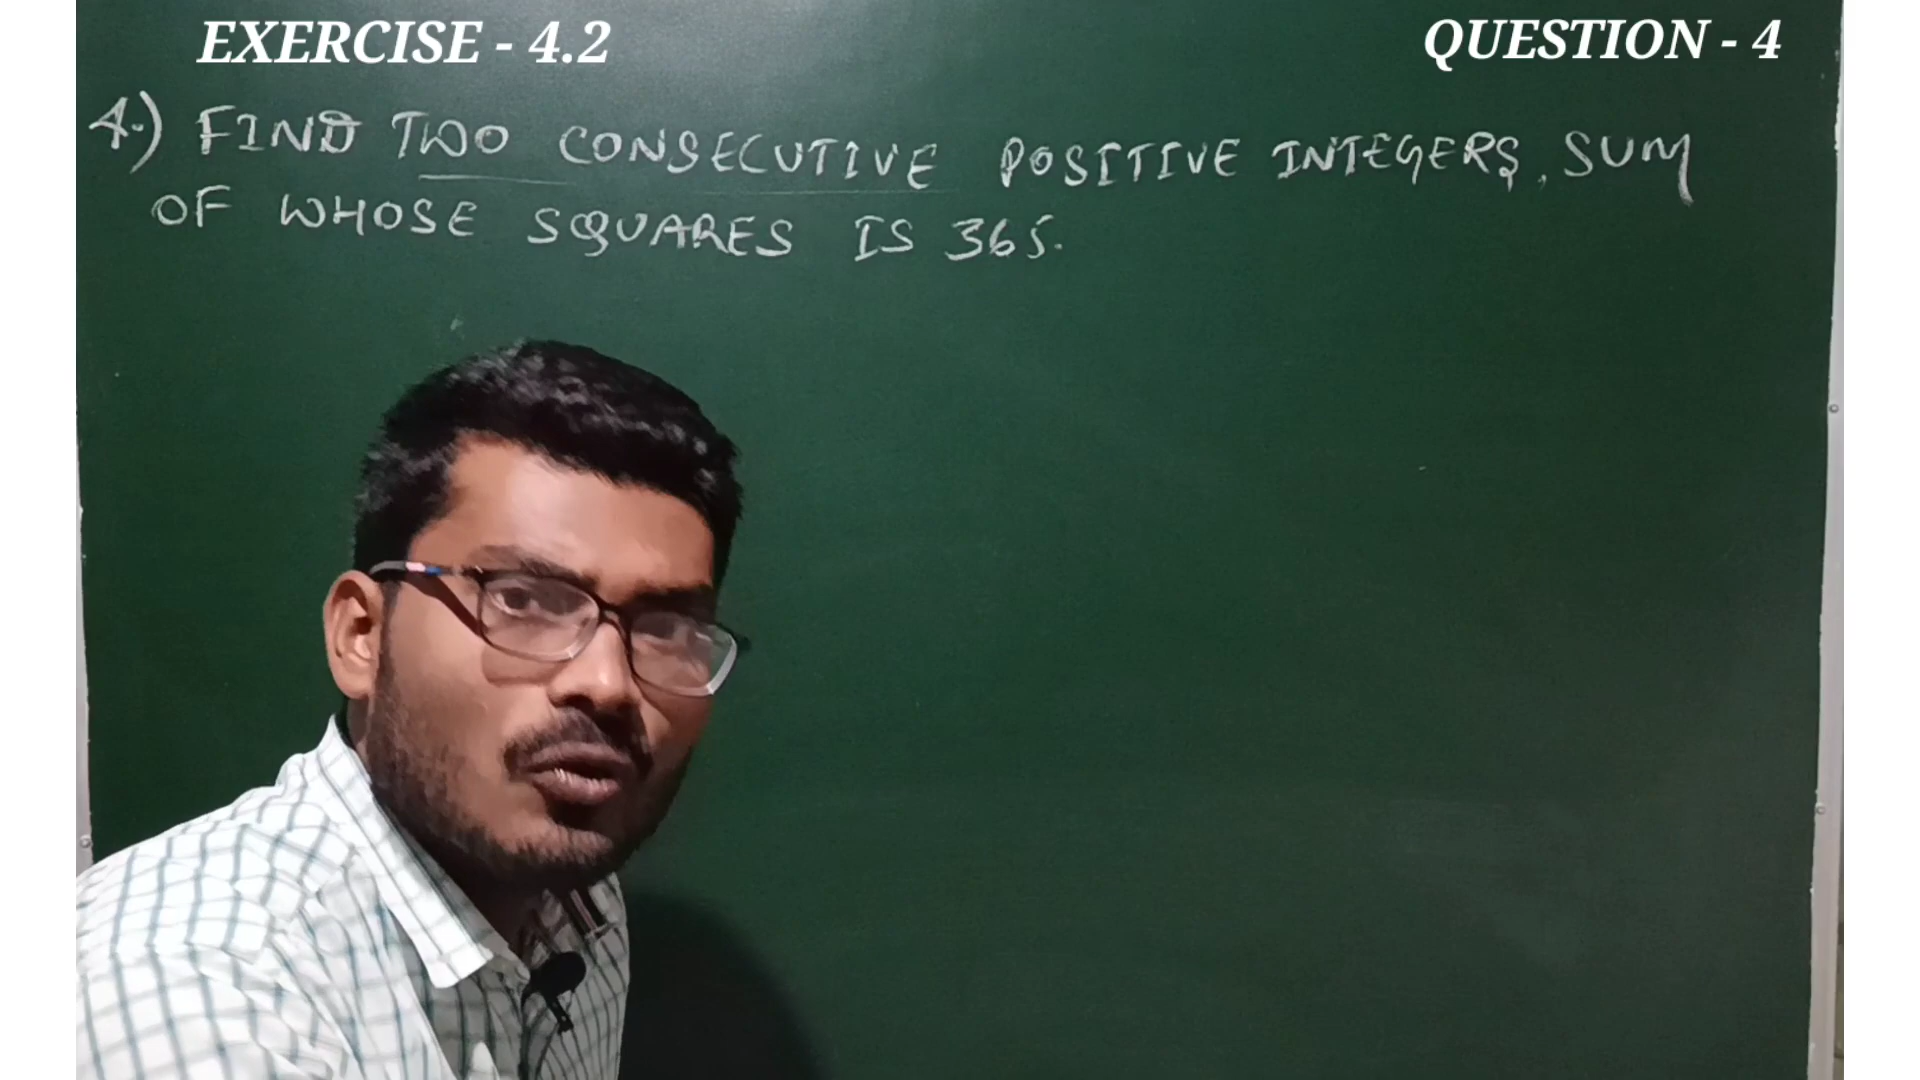 EXERCISE - 4.2
QUESTION - 4
4.) FIND TWO CONSECUTIVE POSITIVE INTEGERS, SUM
OF WHOSE SQUARES IS 365.